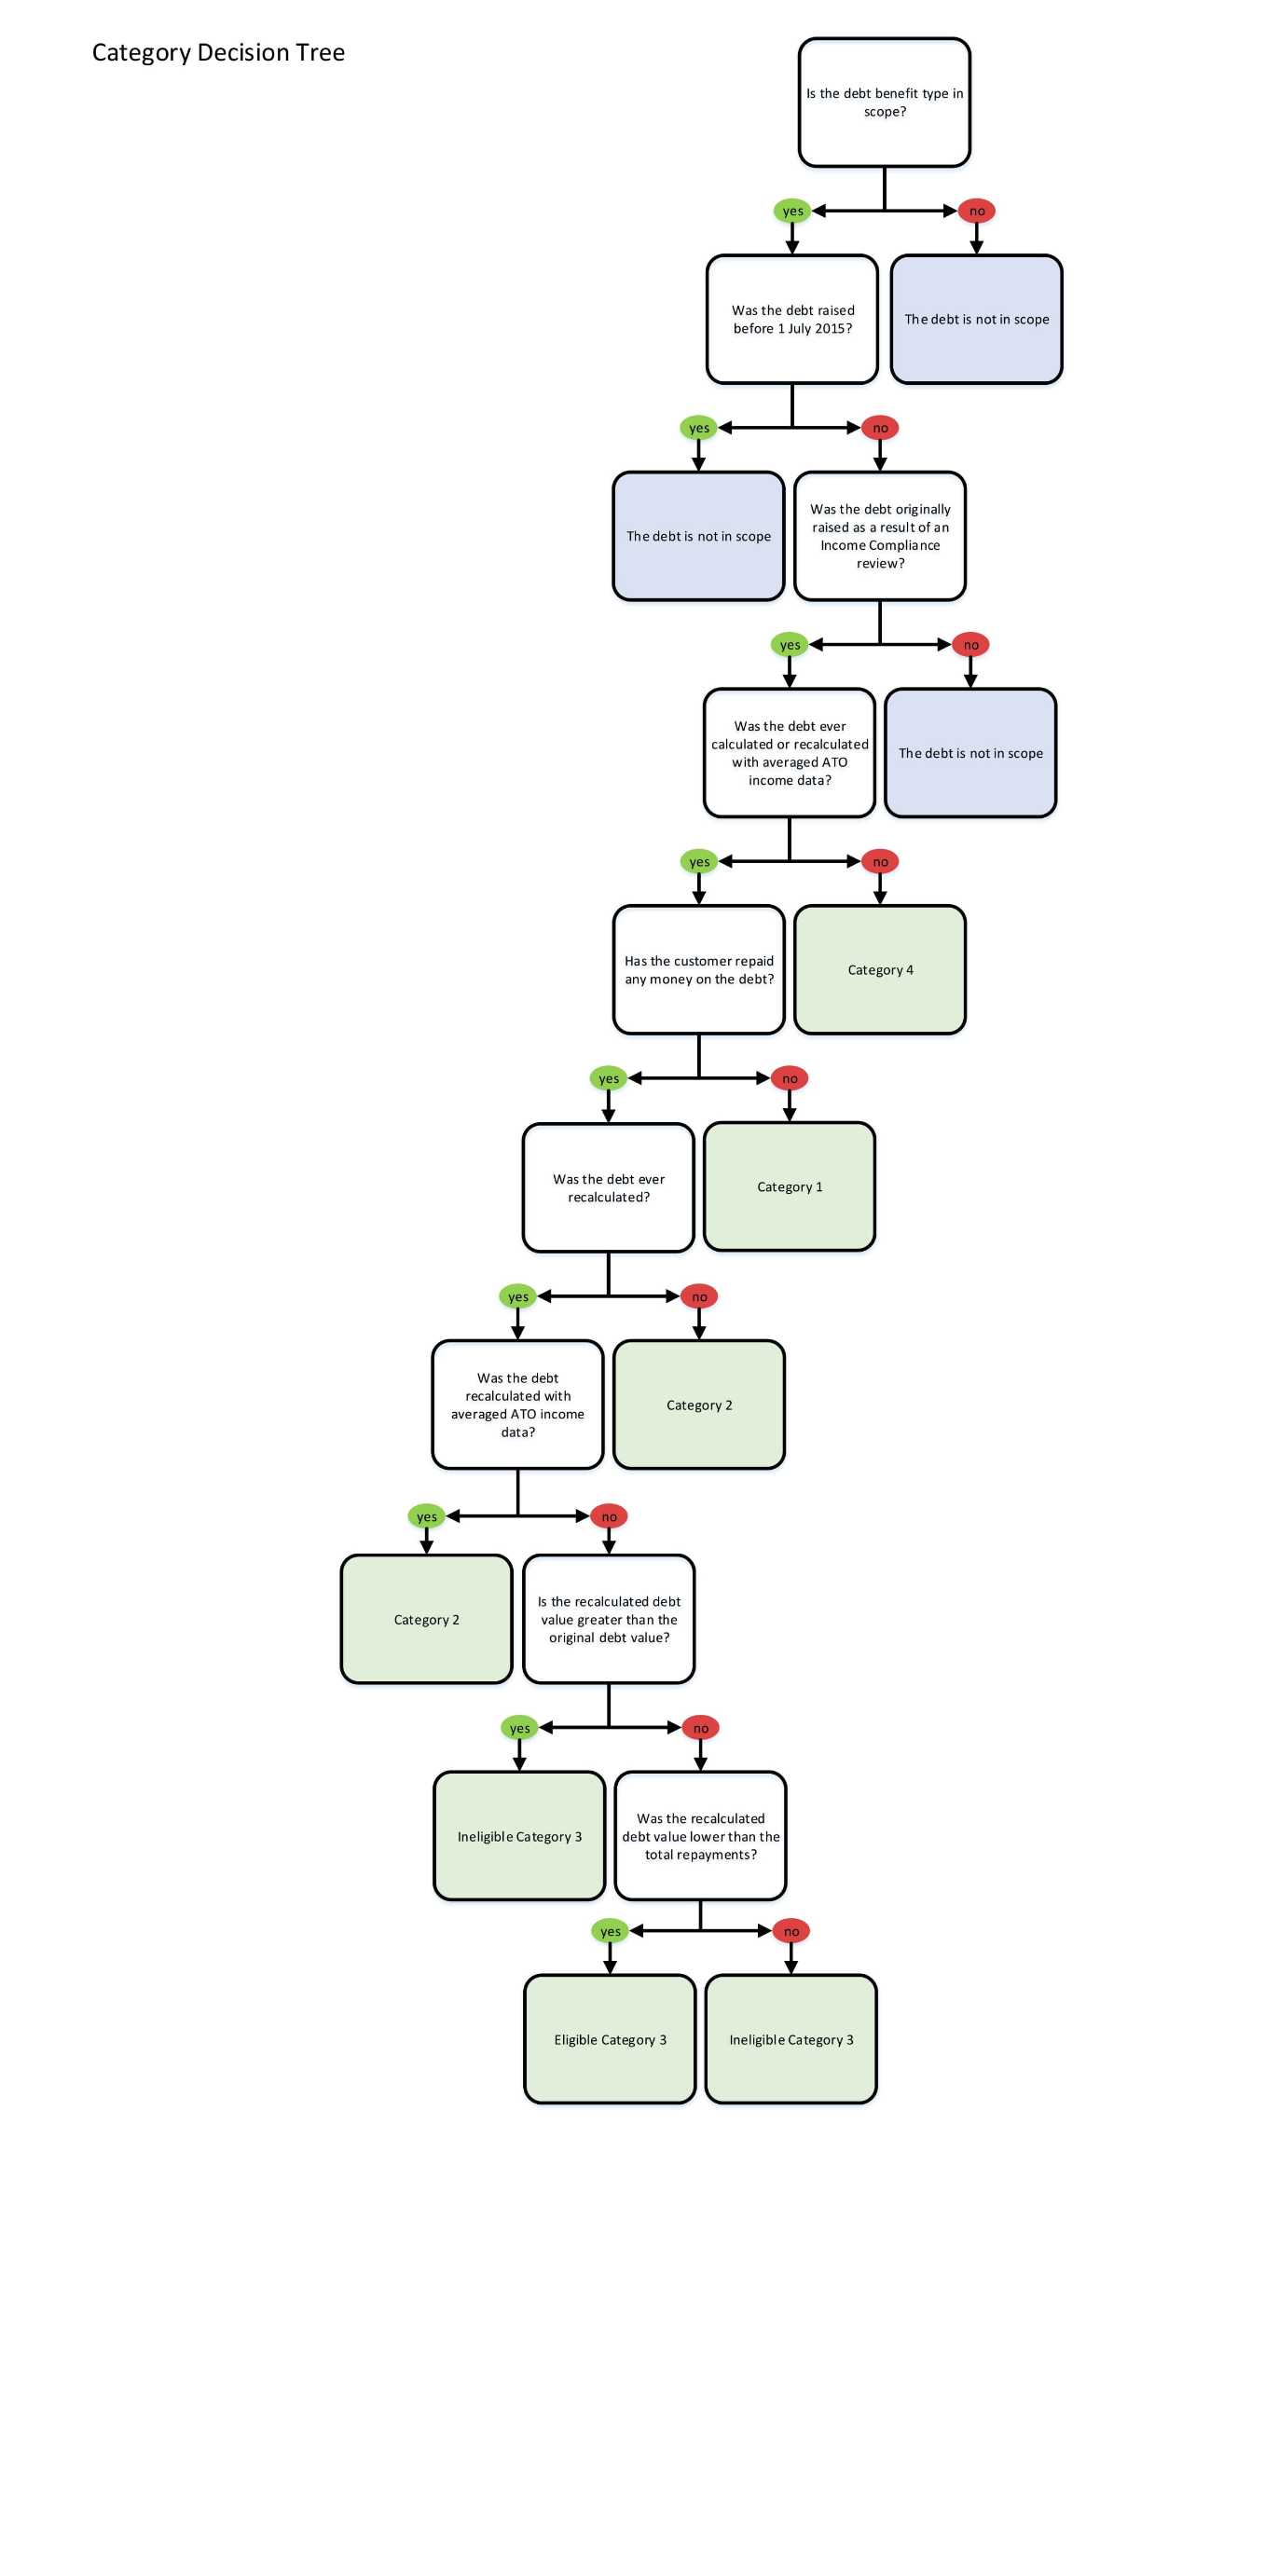 Category Decision Tree
Is the debt benefit type in
scope?
yes
no
Was the debt raised
before 1 July 2015?
The debt is not in scope
yes
no
The debt is not in scope
Was the debt originally
raised as a result of an
Income Compliance
review?
yes
no
Was the debt ever
calculated or recalculated
with averaged ATO
income data?
The debt is not in scope
yes
no
Has the customer repaid
any money on the debt?
Category 4
yes
no
Was the debt ever
recalculated?
Category 1
yes
no
Was the debt
recalculated with
averaged ATO income
data?
Category 2
yes
no
Category 2
Is the recalculated debt
value greater than the
original debt value?
yes
no
Ineligible Category 3
Was the recalculated
debt value lower than the
total repayments?
yes
no
Eligible Category 3
Ineligible Category 3